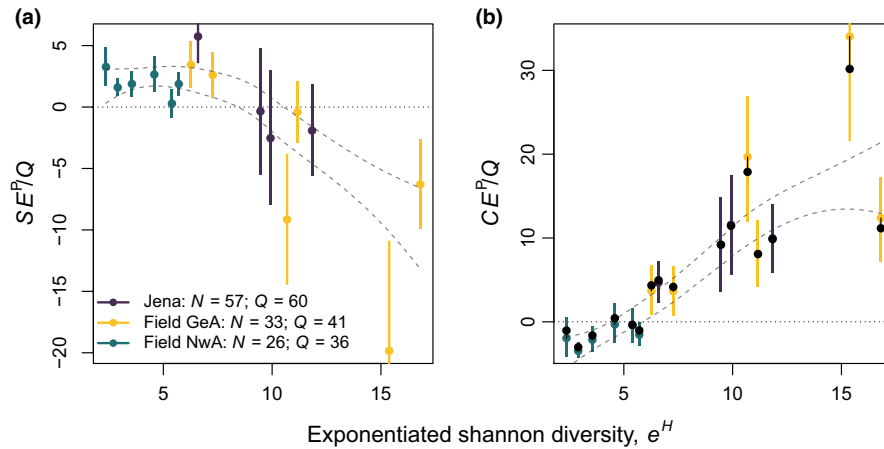 (a)
(b)
SE^P/Q
5
0
−5
−10
−15
−20
Jena: N = 57; Q = 60
Field GeA: N = 33; Q = 41
Field NwA: N = 26; Q = 36
5 10 15
CE^P/Q
30
20
10
0
5 10 15
Exponentiated shannon diversity, e^H